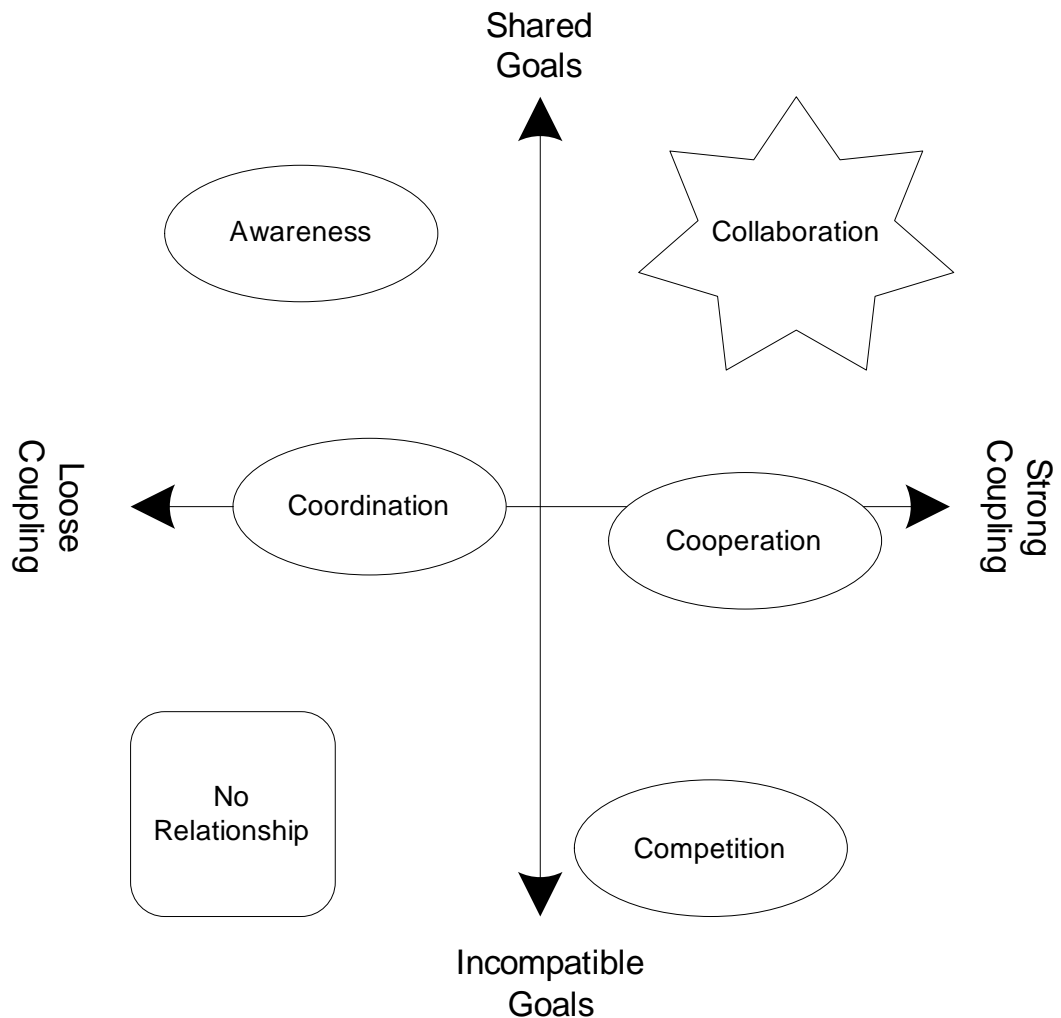 Shared
Goals
Awareness
Collaboration
Loose
Coupling
Coordination
Cooperation
Strong
Coupling
No
Relationship
Competition
Incompatible
Goals